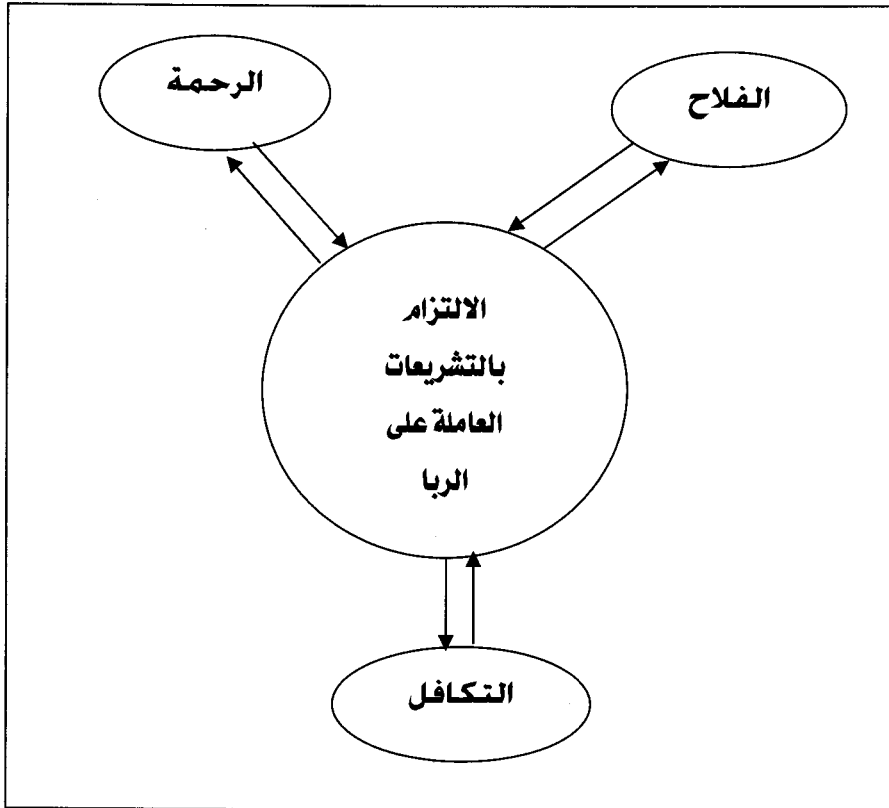 الرحمة
الفلاح
الالتزام
بالتشريعات
العاملة على
الربا
التكافل